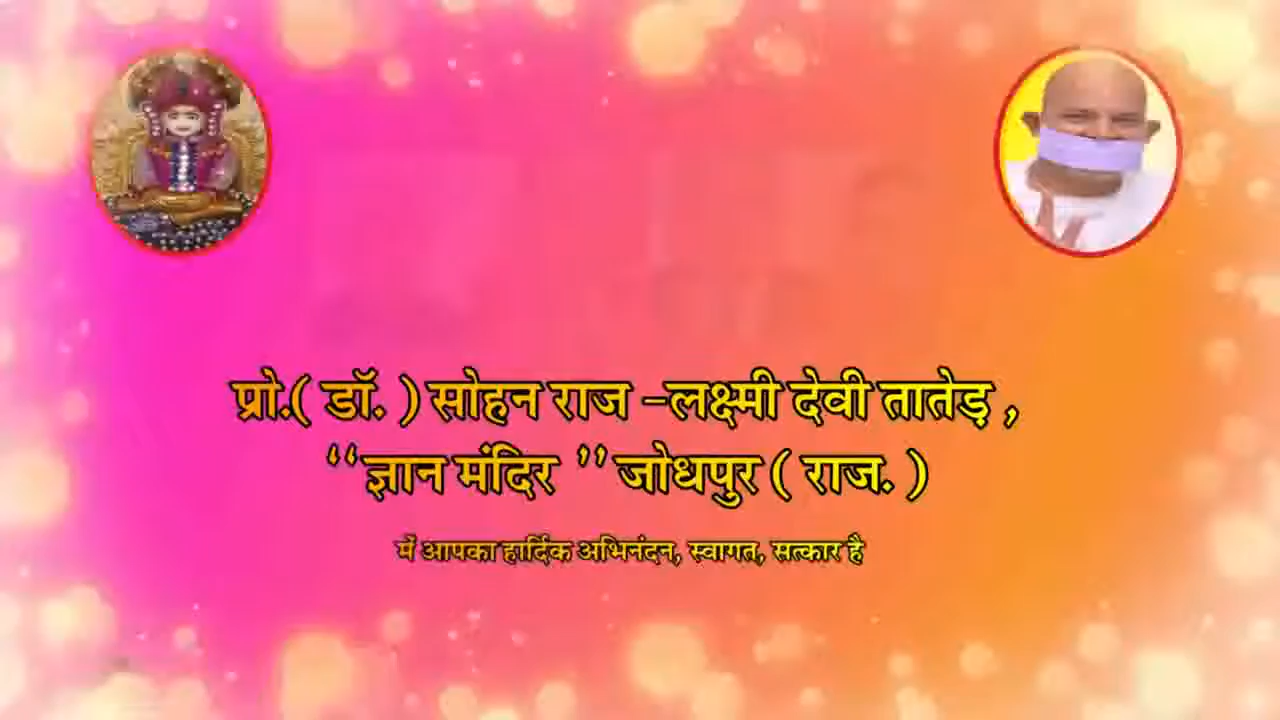 प्रो.( डॉ. ) सोहन राज -लक्ष्मी देवी तातेड़ ,
‘‘ज्ञान मंदिर ’’ जोधपुर ( राज. )
में आपका हार्दिक अभिनंदन, स्वागत, सत्कार है